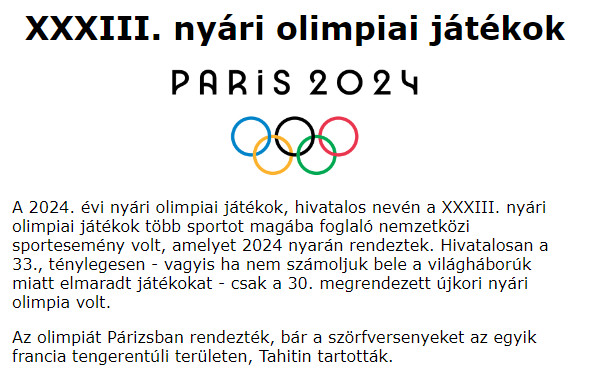 XXXIII. nyári olimpiai játékok
PARIS 2024
A 2024. évi nyári olimpiai játékok, hivatalos nevén a XXXIII. nyári
olimpiai játékok több sportot magába foglaló nemzetközi
sportesemény volt, amelyet 2024 nyarán rendeztek. Hivatalosan a
33., ténylegesen - vagyis ha nem számoljuk bele a világháborúk
miatt elmaradt játékokat - csak a 30. megrendezett újkori nyári
olimpia volt.
Az olimpiát Párizsban rendezték, bár a szörfversenyeket az egyik
francia tengerentúli területen, Tahitin tartották.